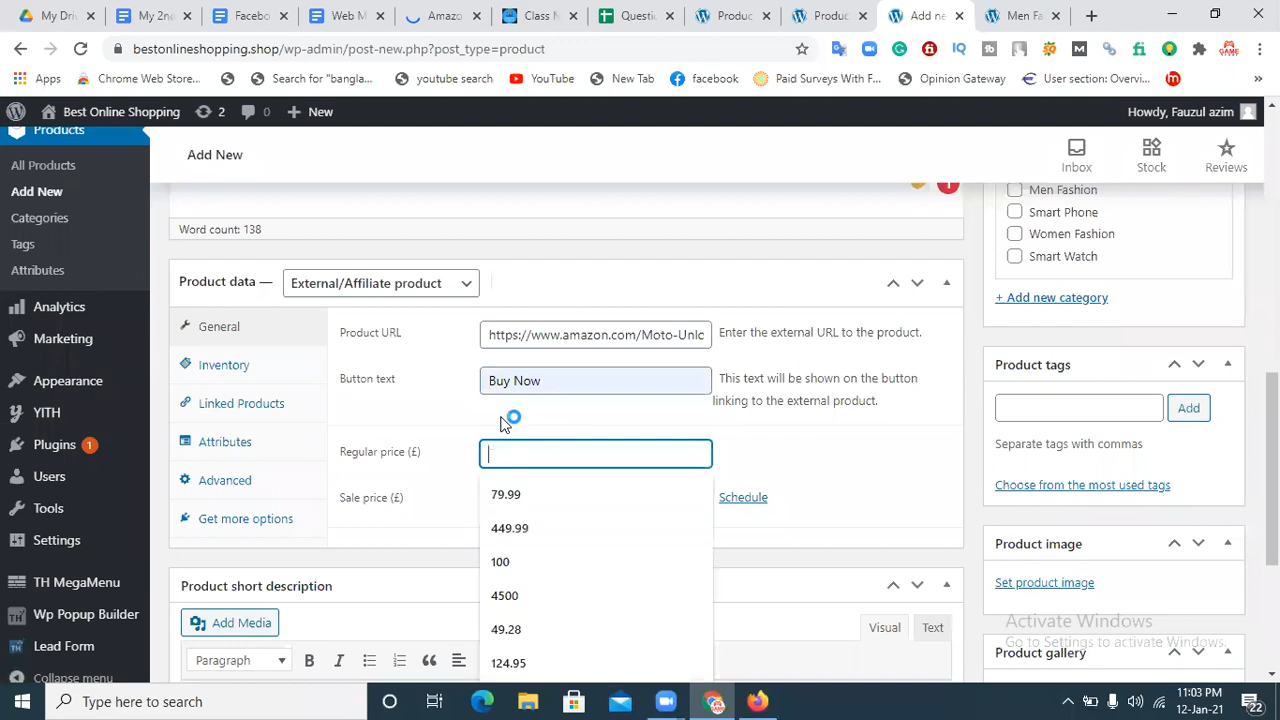 My Dri
My 2n
Facebo
Web M
Amazo
Class R
Questi
Produc
Produc
Add ne
Men Fa
bestonlineshopping.shop/wp-admin/post-new.php?post_type=product
Apps
Chrome Web Store...
Search for "bangla...
youtube search
YouTube
New Tab
facebook
Paid Surveys With F...
Opinion Gateway
User section: Overvi...
»
Best Online Shopping
2
0
New
Howdy, Fauzul azim
Products
All Products
Add New
Categories
Tags
Attributes
Analytics
Marketing
Appearance
YITH
Plugins 1
Users
Tools
Settings
TH MegaMenu
Wp Popup Builder
Lead Form
Collapse menu
Add New
Inbox
Stock
Reviews
Word count: 138
Product data —
External/Affiliate product
General
Inventory
Linked Products
Attributes
Advanced
Get more options
Product URL
https://www.amazon.com/Moto-Unlc
Enter the external URL to the product.
Button text
Buy Now
This text will be shown on the button
linking to the external product.
Regular price (£)
Sale price (£)
Schedule
79.99
449.99
100
4500
49.28
124.95
Product short description
Add Media
Visual
Text
Paragraph
B
I
Men Fashion
Smart Phone
Women Fashion
Smart Watch
+ Add new category
Product tags
Add
Separate tags with commas
Choose from the most used tags
Product image
Set product image
Activate Windows
Go to Settings to activate Windows.
Product gallery
Type here to search
11:03 PM
12-Jan-21
22